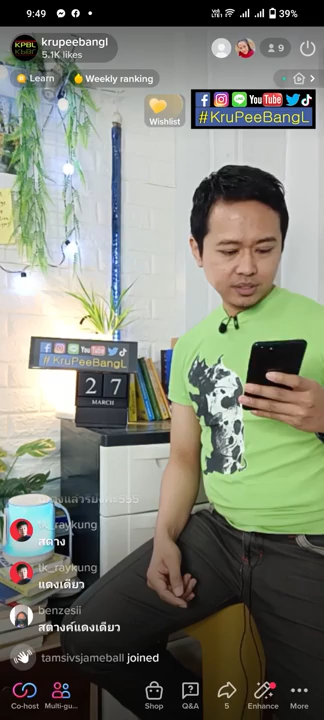 9:49
39%
krupeebangl
5.1K likes
9
Learn
Weekly ranking
Wishlist
YouTube
#KruPeeBangL
YouTube
#KruPeeBangL
27
MARCH
tk_raykung
สตาง
tk_raykung
แดงเดียว
benzesii
สตางค์แดงเดียว
tamsivsjameball joined
Co-host
Multi-gu...
Shop
Q&A
5
Enhance
More